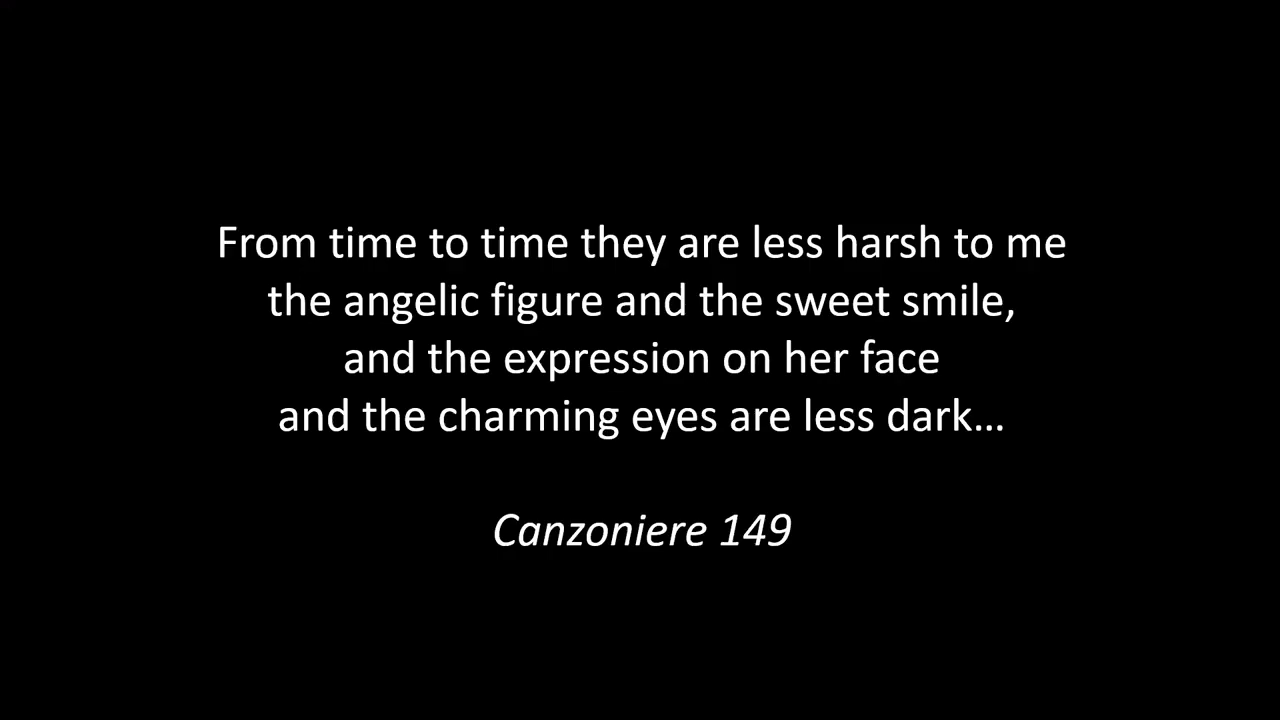 From time to time they are less harsh to me
the angelic figure and the sweet smile,
and the expression on her face
and the charming eyes are less dark…
Canzoniere 149